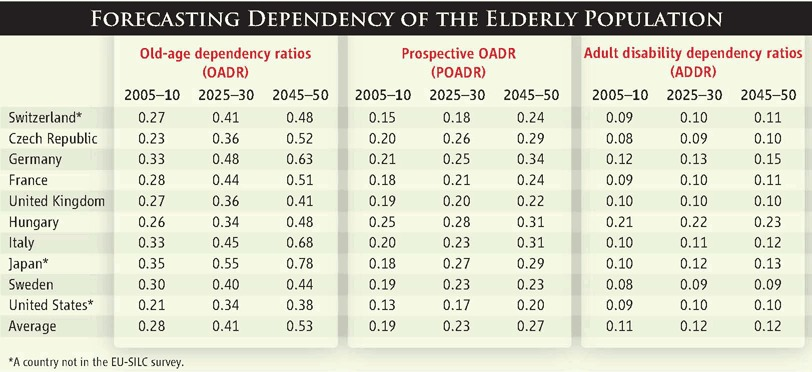 FORECASTING DEPENDENCY OF THE ELDERLY POPULATION
Old-age dependency ratios Prospective OADR Adult disability dependency ratios
(OADR) (POADR) (ADDR)
2005–10 2025–30 2045–50 2005–10 2025–30 2045–50 2005–10 2025–30 2045–50
Switzerland* 0.27 0.41 0.48 0.15 0.18 0.24 0.09 0.10 0.11
Czech Republic 0.23 0.36 0.52 0.20 0.26 0.29 0.08 0.09 0.10
Germany 0.33 0.48 0.63 0.21 0.25 0.34 0.12 0.13 0.15
France 0.28 0.44 0.51 0.18 0.21 0.24 0.09 0.10 0.11
United Kingdom 0.27 0.36 0.41 0.19 0.20 0.22 0.10 0.10 0.10
Hungary 0.26 0.34 0.48 0.25 0.28 0.31 0.21 0.22 0.23
Italy 0.33 0.45 0.68 0.20 0.23 0.31 0.10 0.11 0.12
Japan* 0.35 0.55 0.78 0.18 0.27 0.29 0.10 0.12 0.13
Sweden 0.30 0.40 0.44 0.19 0.23 0.23 0.08 0.09 0.09
United States* 0.21 0.34 0.38 0.13 0.17 0.20 0.09 0.10 0.10
Average 0.28 0.41 0.53 0.19 0.23 0.27 0.11 0.12 0.12
*A country not in the EU-SILC survey.